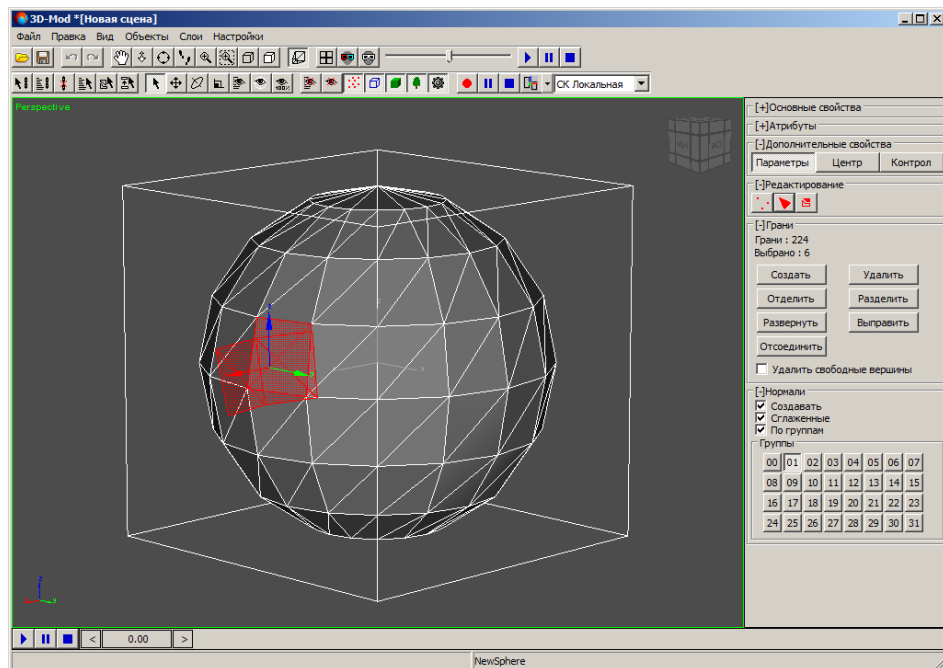 3D-Mod *[Новая сцена]
Файл Правка Вид Объекты Слои Настройки
100%
СК Локальная
Perspective
[+]Основные свойства
[+]Атрибуты
[-]Дополнительные свойства
Параметры Центр Контрол
[-]Редактирование
[-]Грани
Грани : 224
Выбрано : 6
Создать Удалить
Отделить Разделить
Развернуть Выправить
Отсоединить
Удалить свободные вершины
[-]Нормали
Создавать
Сглаженные
По группам
Группы
00 01 02 03 04 05 06 07
08 09 10 11 12 13 14 15
16 17 18 19 20 21 22 23
24 25 26 27 28 29 30 31
z
y
< 0.00 >
NewSphere